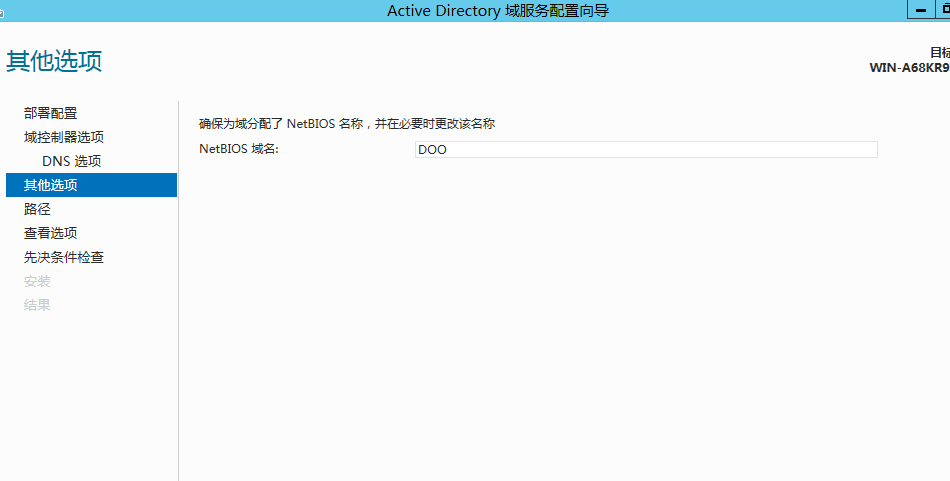 Active Directory 域服务配置向导
其他选项
目标
WIN-A68KR9
部署配置
域控制器选项
DNS 选项
其他选项
路径
查看选项
先决条件检查
安装
结果
确保为域分配了 NetBIOS 名称，并在必要时更改该名称
NetBIOS 域名:
DOO